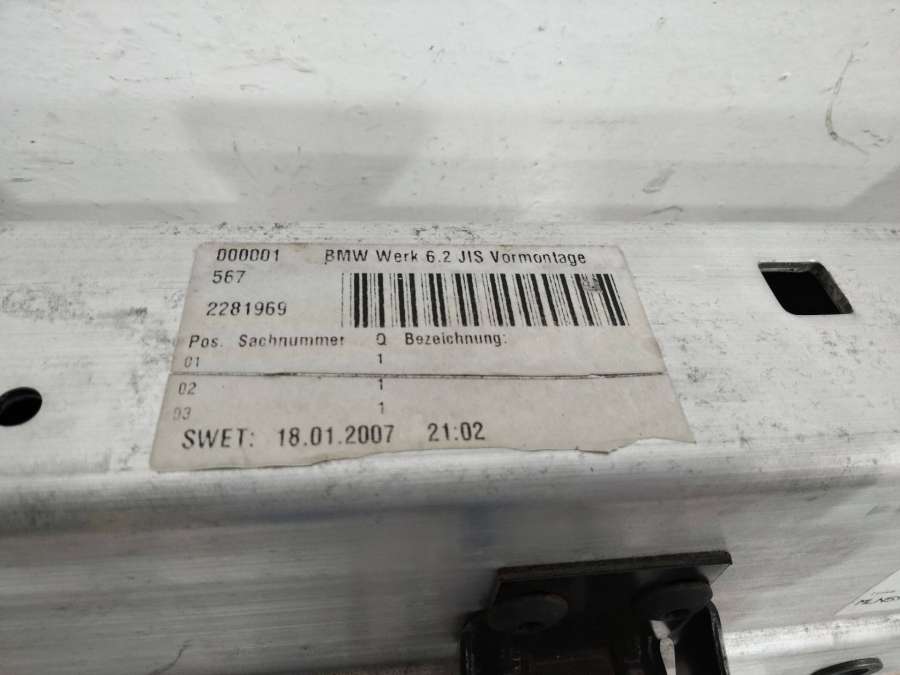 000001 BMW Werk 6.2 JIS Vormontage
567
2281969
Pos. Sachnummer Q Bezeichnung:
01 1
02 1
03 1
SWET: 18.01.2007 21:02